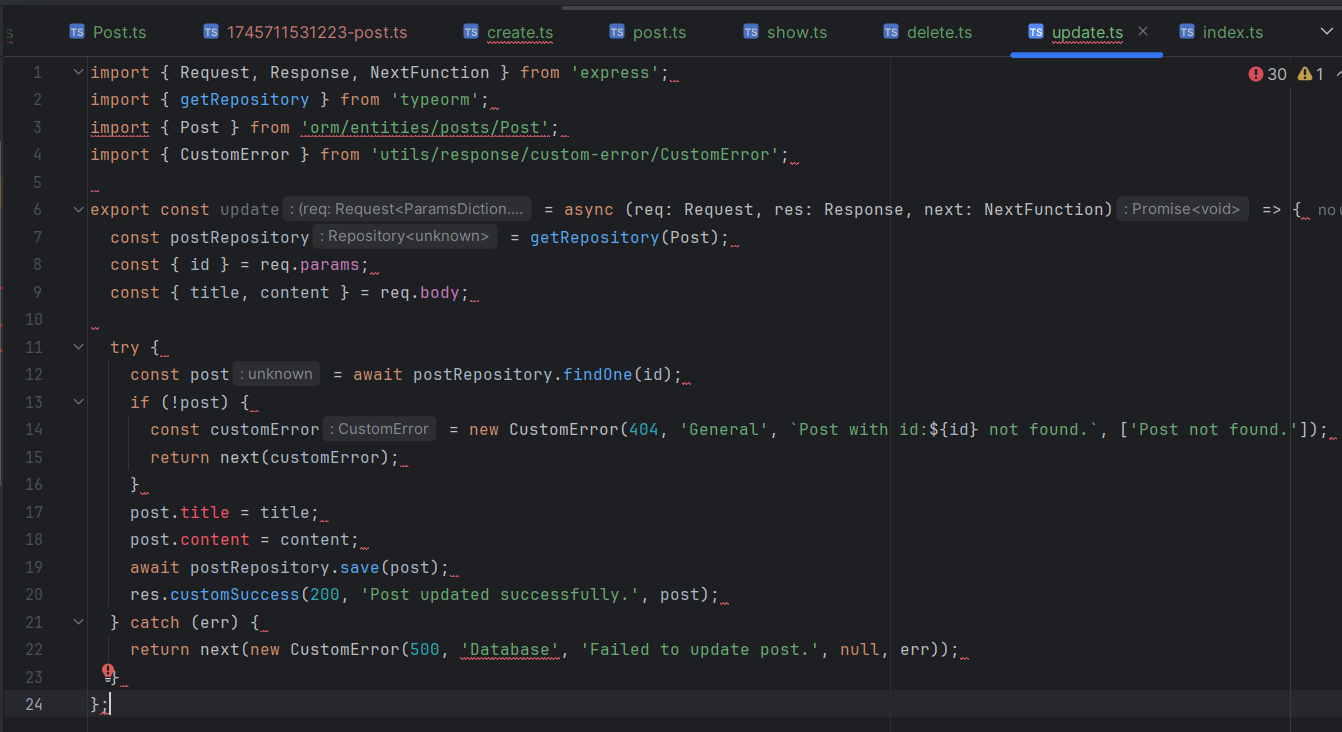 TS Post.ts TS 1745711531223-post.ts TS create.ts TS post.ts TS show.ts TS delete.ts TS update.ts TS index.ts
30 1
1 import { Request, Response, NextFunction } from 'express';
2 import { getRepository } from 'typeorm';
3 import { Post } from 'orm/entities/posts/Post';
4 import { CustomError } from 'utils/response/custom-error/CustomError';
5
6 export const update : (req: Request<ParamsDiction.... = async (req: Request, res: Response, next: NextFunction) : Promise<void> => {
7 const postRepository : Repository<unknown> = getRepository(Post);
8 const { id } = req.params;
9 const { title, content } = req.body;
10
11 try {
12 const post : unknown = await postRepository.findOne(id);
13 if (!post) {
14 const customError : CustomError = new CustomError(404, 'General', `Post with id:${id} not found.`, ['Post not found.']);
15 return next(customError);
16 }
17 post.title = title;
18 post.content = content;
19 await postRepository.save(post);
20 res.customSuccess(200, 'Post updated successfully.', post);
21 } catch (err) {
22 return next(new CustomError(500, 'Database', 'Failed to update post.', null, err));
23 }
24 };